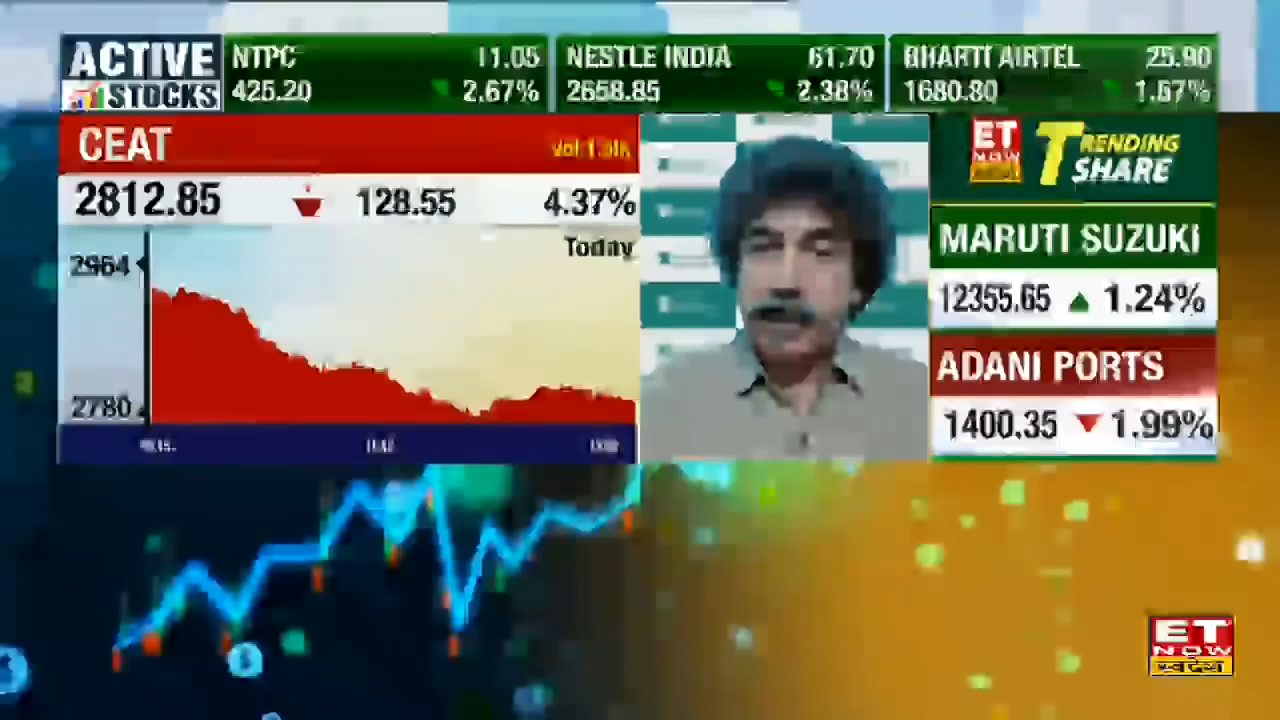 ACTIVE
STOCKS
NTPC 11.05
425.20 2.67%
NESTLE INDIA 61.70
2658.85 2.38%
BHARTI AIRTEL 25.90
1680.80 1.57%
CEAT
2812.85 128.55 4.37%
Today
2964
2780
ET
NOW
TRENDING
SHARE
MARUTI SUZUKI
12355.65 1.24%
ADANI PORTS
1400.35 1.99%
ET
NOW
स्वदेश